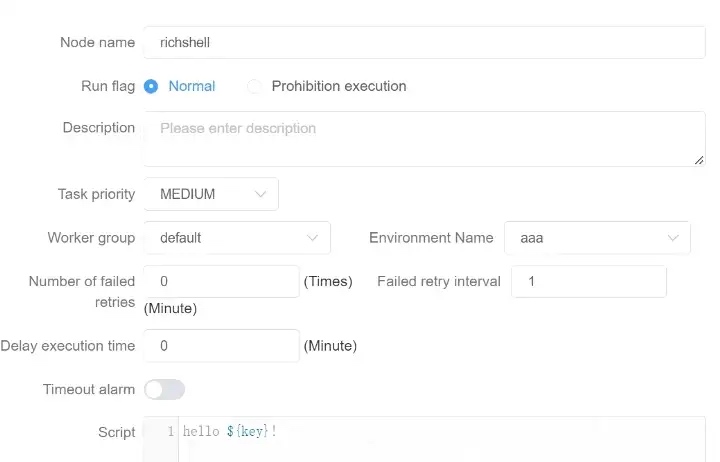 Node name richshell
Run flag Normal Prohibition execution
Description Please enter description
Task priority MEDIUM
Worker group default Environment Name aaa
Number of failed retries 0 (Times) Failed retry interval 1
(Minute)
Delay execution time 0 (Minute)
Timeout alarm
Script 1 hello ${key}!